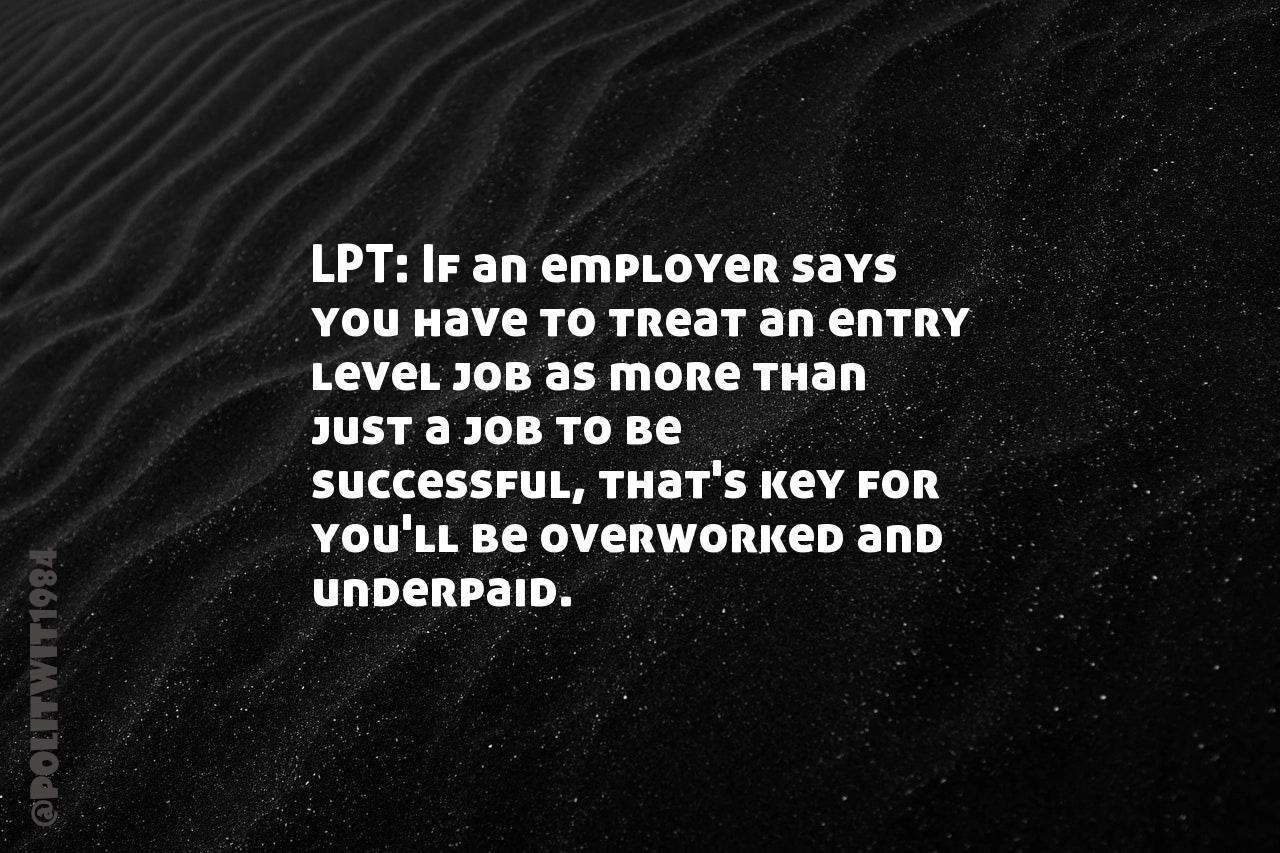 LPT: If an employer says
you have to treat an entry
level job as more than
just a job to be
successful, that's key for
you'll be overworked and
underpaid.
@politwit1984